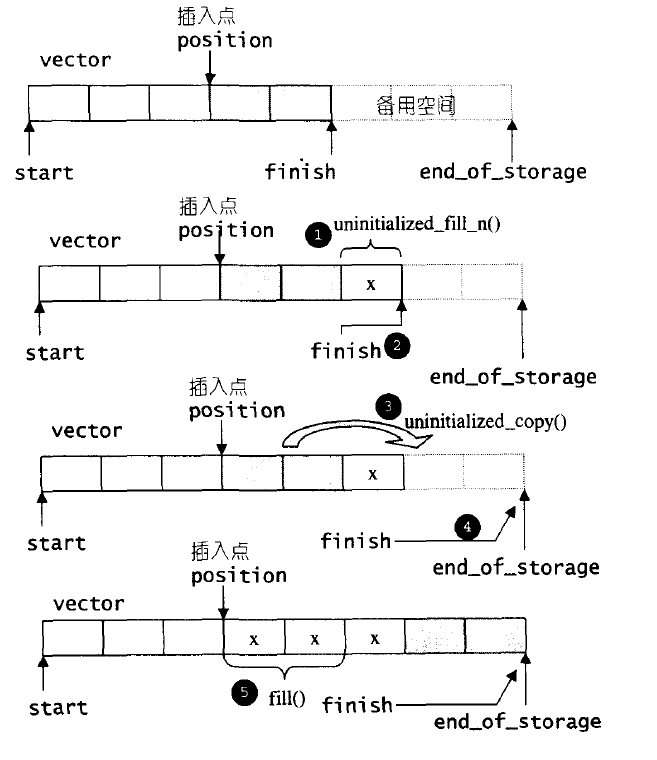 插入点
position
vector
备用空间
start
finish
end_of_storage
插入点
position
vector
1
uninitialized_fill_n()
x
start
finish
2
end_of_storage
插入点
position
vector
3
uninitialized_copy()
x
start
finish
4
end_of_storage
插入点
position
vector
x x x
5
fill()
start
finish
end_of_storage